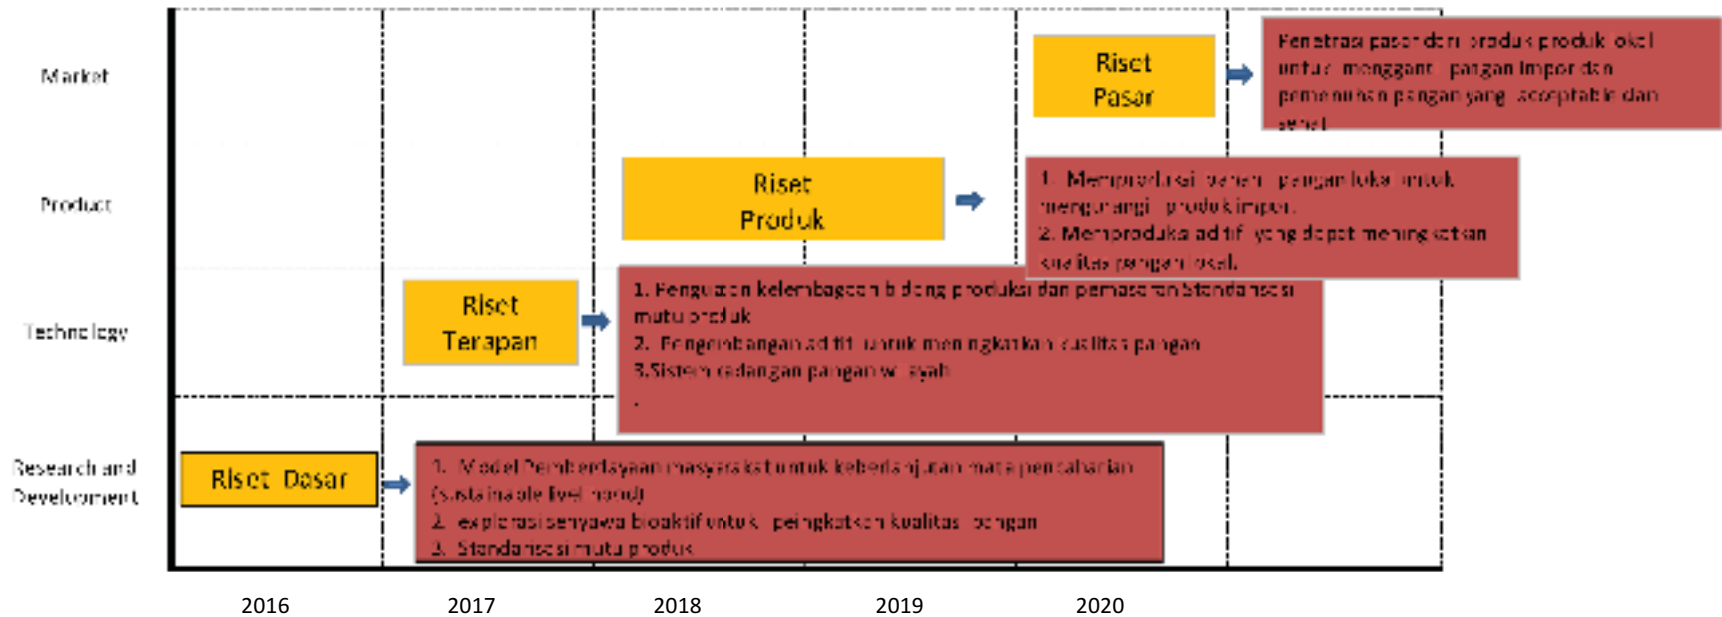 Market
Riset
Pasar
Penetrasi pasar dari produk produk lokal
untuk mengganti pangan impor dan
pemenuhan pangan yang acceptable dan
sehat
Product
Riset
Produk
1. Memproduksi bahan pangan lokal untuk
mengurangi produk impor.
2. Memproduksi aditif yang dapat meningkatkan
kualitas pangan lokal.
Technology
Riset
Terapan
1. Penguatan kelembagaan bidang produksi dan pemasaran Standarisasi
mutu produk
2. Pengembangan aditif untuk meningkatkan kualitas pangan
3.Sistem cadangan pangan wilayah
.
Research and
Development
Riset Dasar
1. Model Pemberdayaan masyarakat untuk keberlanjutan mata pencaharian
(sustainable livelihood)
2. explorasi senyawa bioaktif untuk kualitas pangan
3. Standarisasi mutu produk
2016
2017
2018
2019
2020